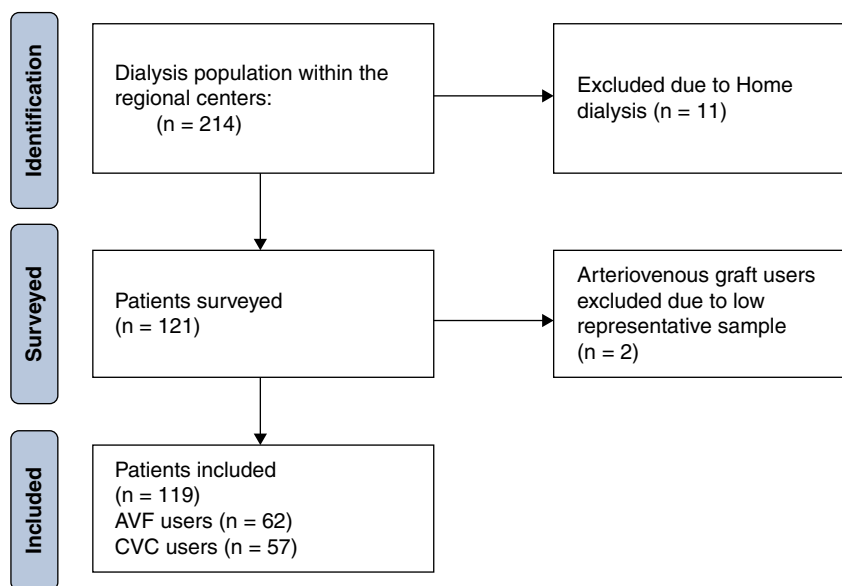 Identification
Dialysis population within the
regional centers:
(n = 214)
Excluded due to Home
dialysis (n = 11)
Surveyed
Patients surveyed
(n = 121)
Arteriovenous graft users
excluded due to low
representative sample
(n = 2)
Included
Patients included
(n = 119)
AVF users (n = 62)
CVC users (n = 57)